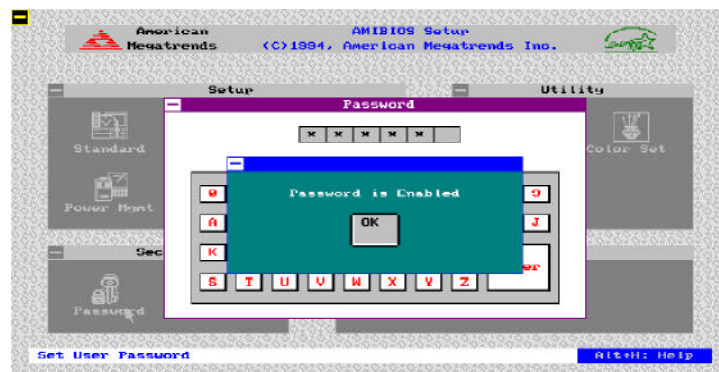 American
Megatrends
AMIBIOS Setup
(C)1994, American Megatrends Inc.
Setup
Utility
Password
* * * * *
Standard
Color Set
Password is Enabled
0
9
Power Mgmt
A
OK
J
Sec
K
er
S T U V W X Y Z
Password
Set User Password
Alt+H: Help